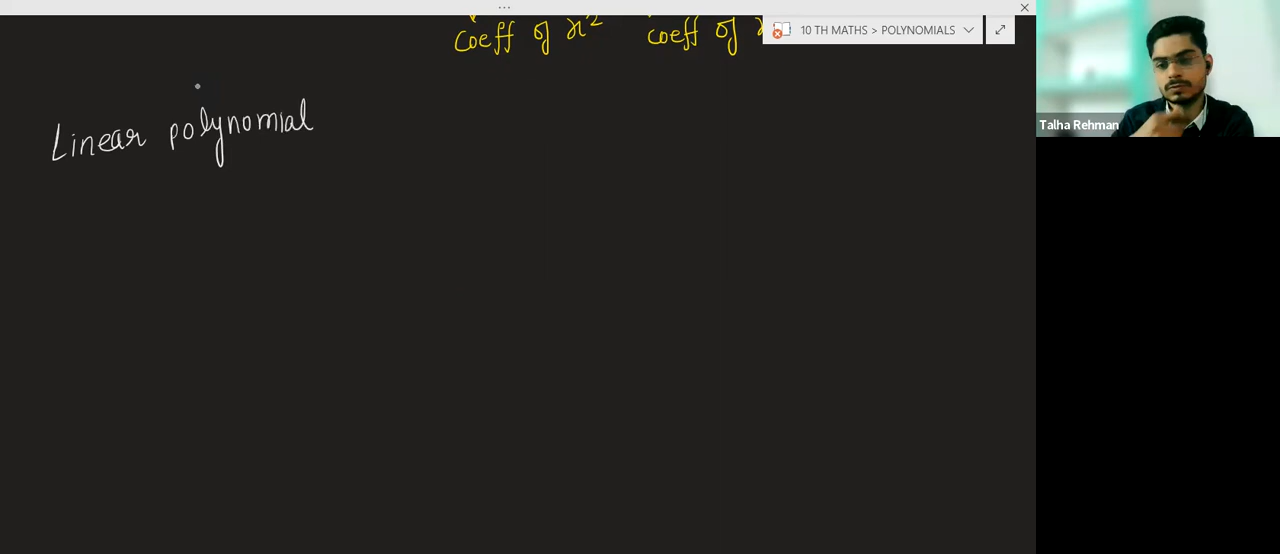 coeff of x² coeff of
10 TH MATHS > POLYNOMIALS
Linear polynomial
Talha Rehman